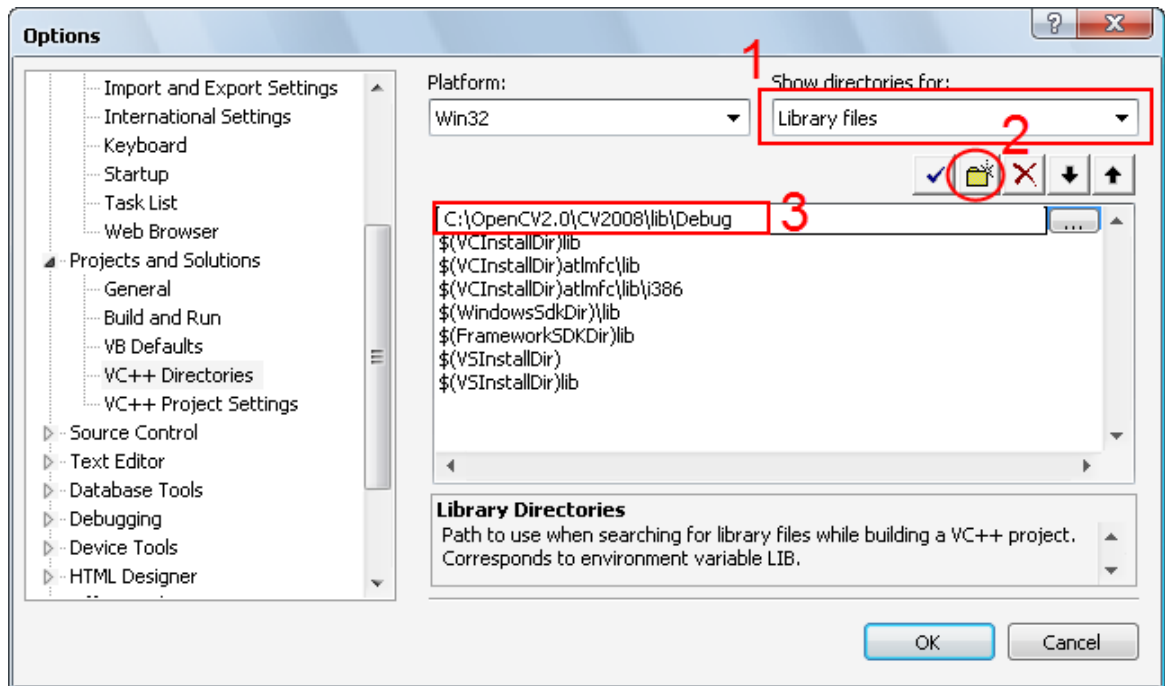 Options
Import and Export Settings
International Settings
Keyboard
Startup
Task List
Web Browser
Projects and Solutions
General
Build and Run
VB Defaults
VC++ Directories
VC++ Project Settings
Source Control
Text Editor
Database Tools
Debugging
Device Tools
HTML Designer
1
Platform:
Show directories for:
Win32
Library files
2
C:\OpenCV2.0\CV2008\lib\Debug
3
...
$(VCInstallDir)lib
$(VCInstallDir)atlmfc\lib
$(VCInstallDir)atlmfc\lib\i386
$(WindowsSdkDir)\lib
$(FrameworkSDKDir)lib
$(VSInstallDir)
$(VSInstallDir)lib
Library Directories
Path to use when searching for library files while building a VC++ project.
Corresponds to environment variable LIB.
OK
Cancel